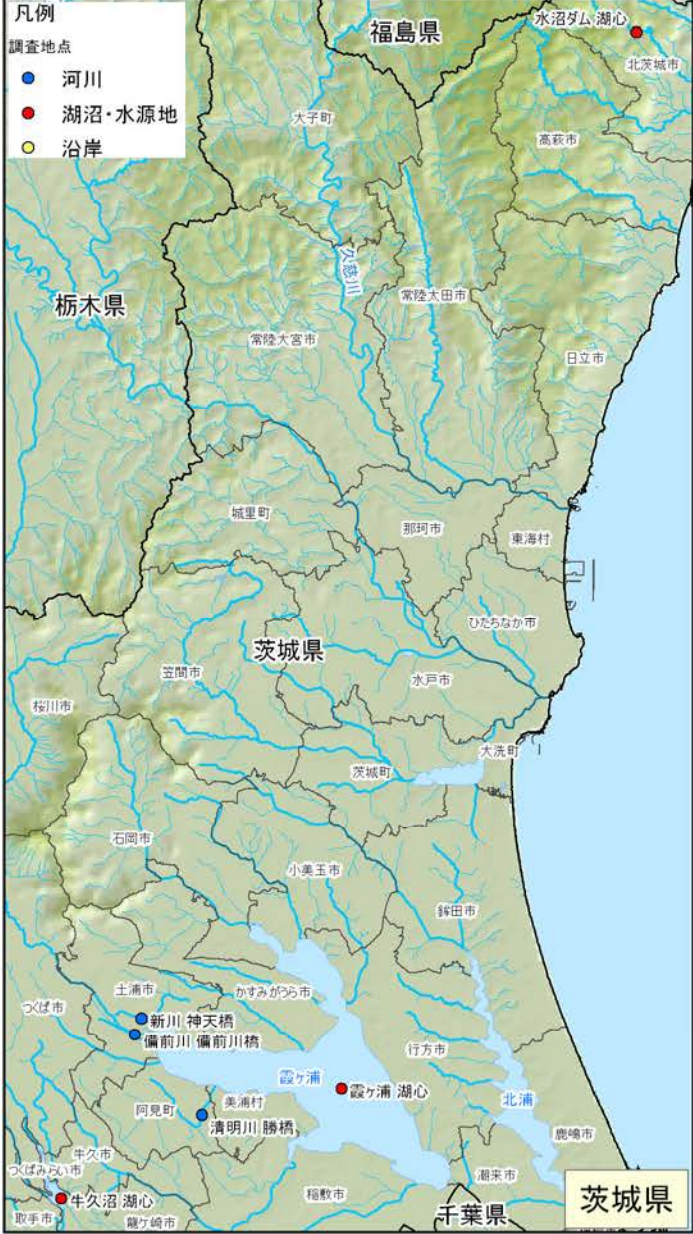 凡例
調査地点
河川
湖沼・水源地
沿岸
福島県
水沼ダム 湖心
北茨城市
大子町
高萩市
久慈川
栃木県
常陸太田市
常陸大宮市
日立市
城里町
那珂市
東海村
ひたちなか市
茨城県
笠間市
水戸市
桜川市
大洗町
茨城町
石岡市
小美玉市
鉾田市
土浦市
かすみがうら市
つくば市
新川 神天橋
備前川 備前川橋
行方市
霞ヶ浦
霞ヶ浦 湖心
北浦
阿見町
美浦村
清明川 勝橋
鹿嶋市
牛久市
つくばみらい市
潮来市
牛久沼 湖心
稲敷市
取手市
龍ケ崎市
千葉県
茨城県